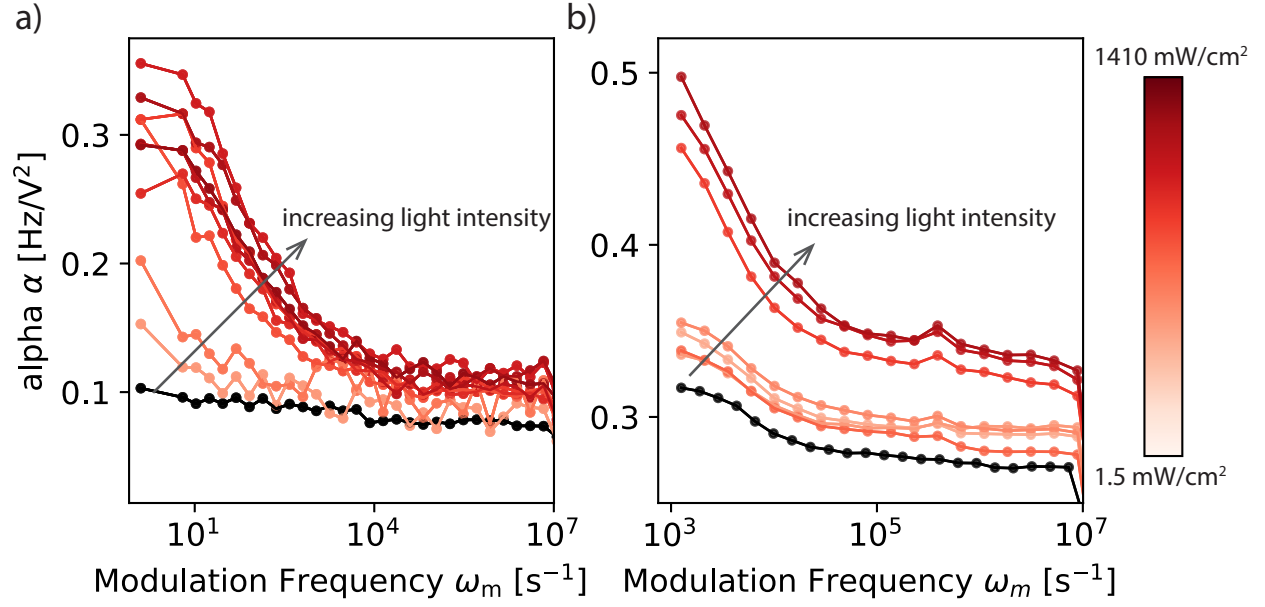 a)
b)
alpha α [Hz/V²]
0.3
0.2
0.1
increasing light intensity
10¹
10⁴
10⁷
Modulation Frequency ωₘ [s⁻¹]
0.5
0.4
0.3
increasing light intensity
10³
10⁵
10⁷
Modulation Frequency ωₘ [s⁻¹]
1410 mW/cm²
1.5 mW/cm²